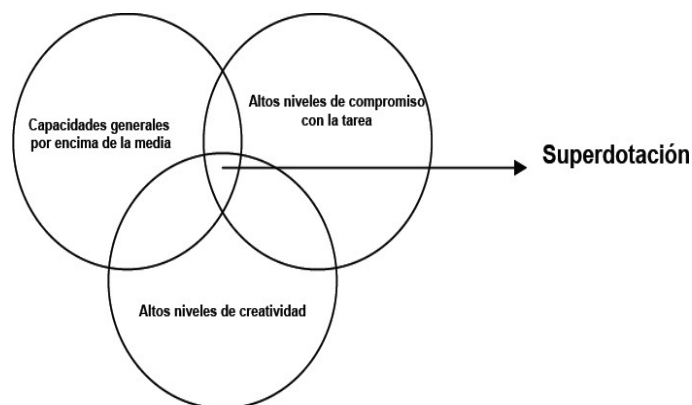 Capacidades generales
por encima de la media
Altos niveles de compromiso
con la tarea
Superdotación
Altos niveles de creatividad